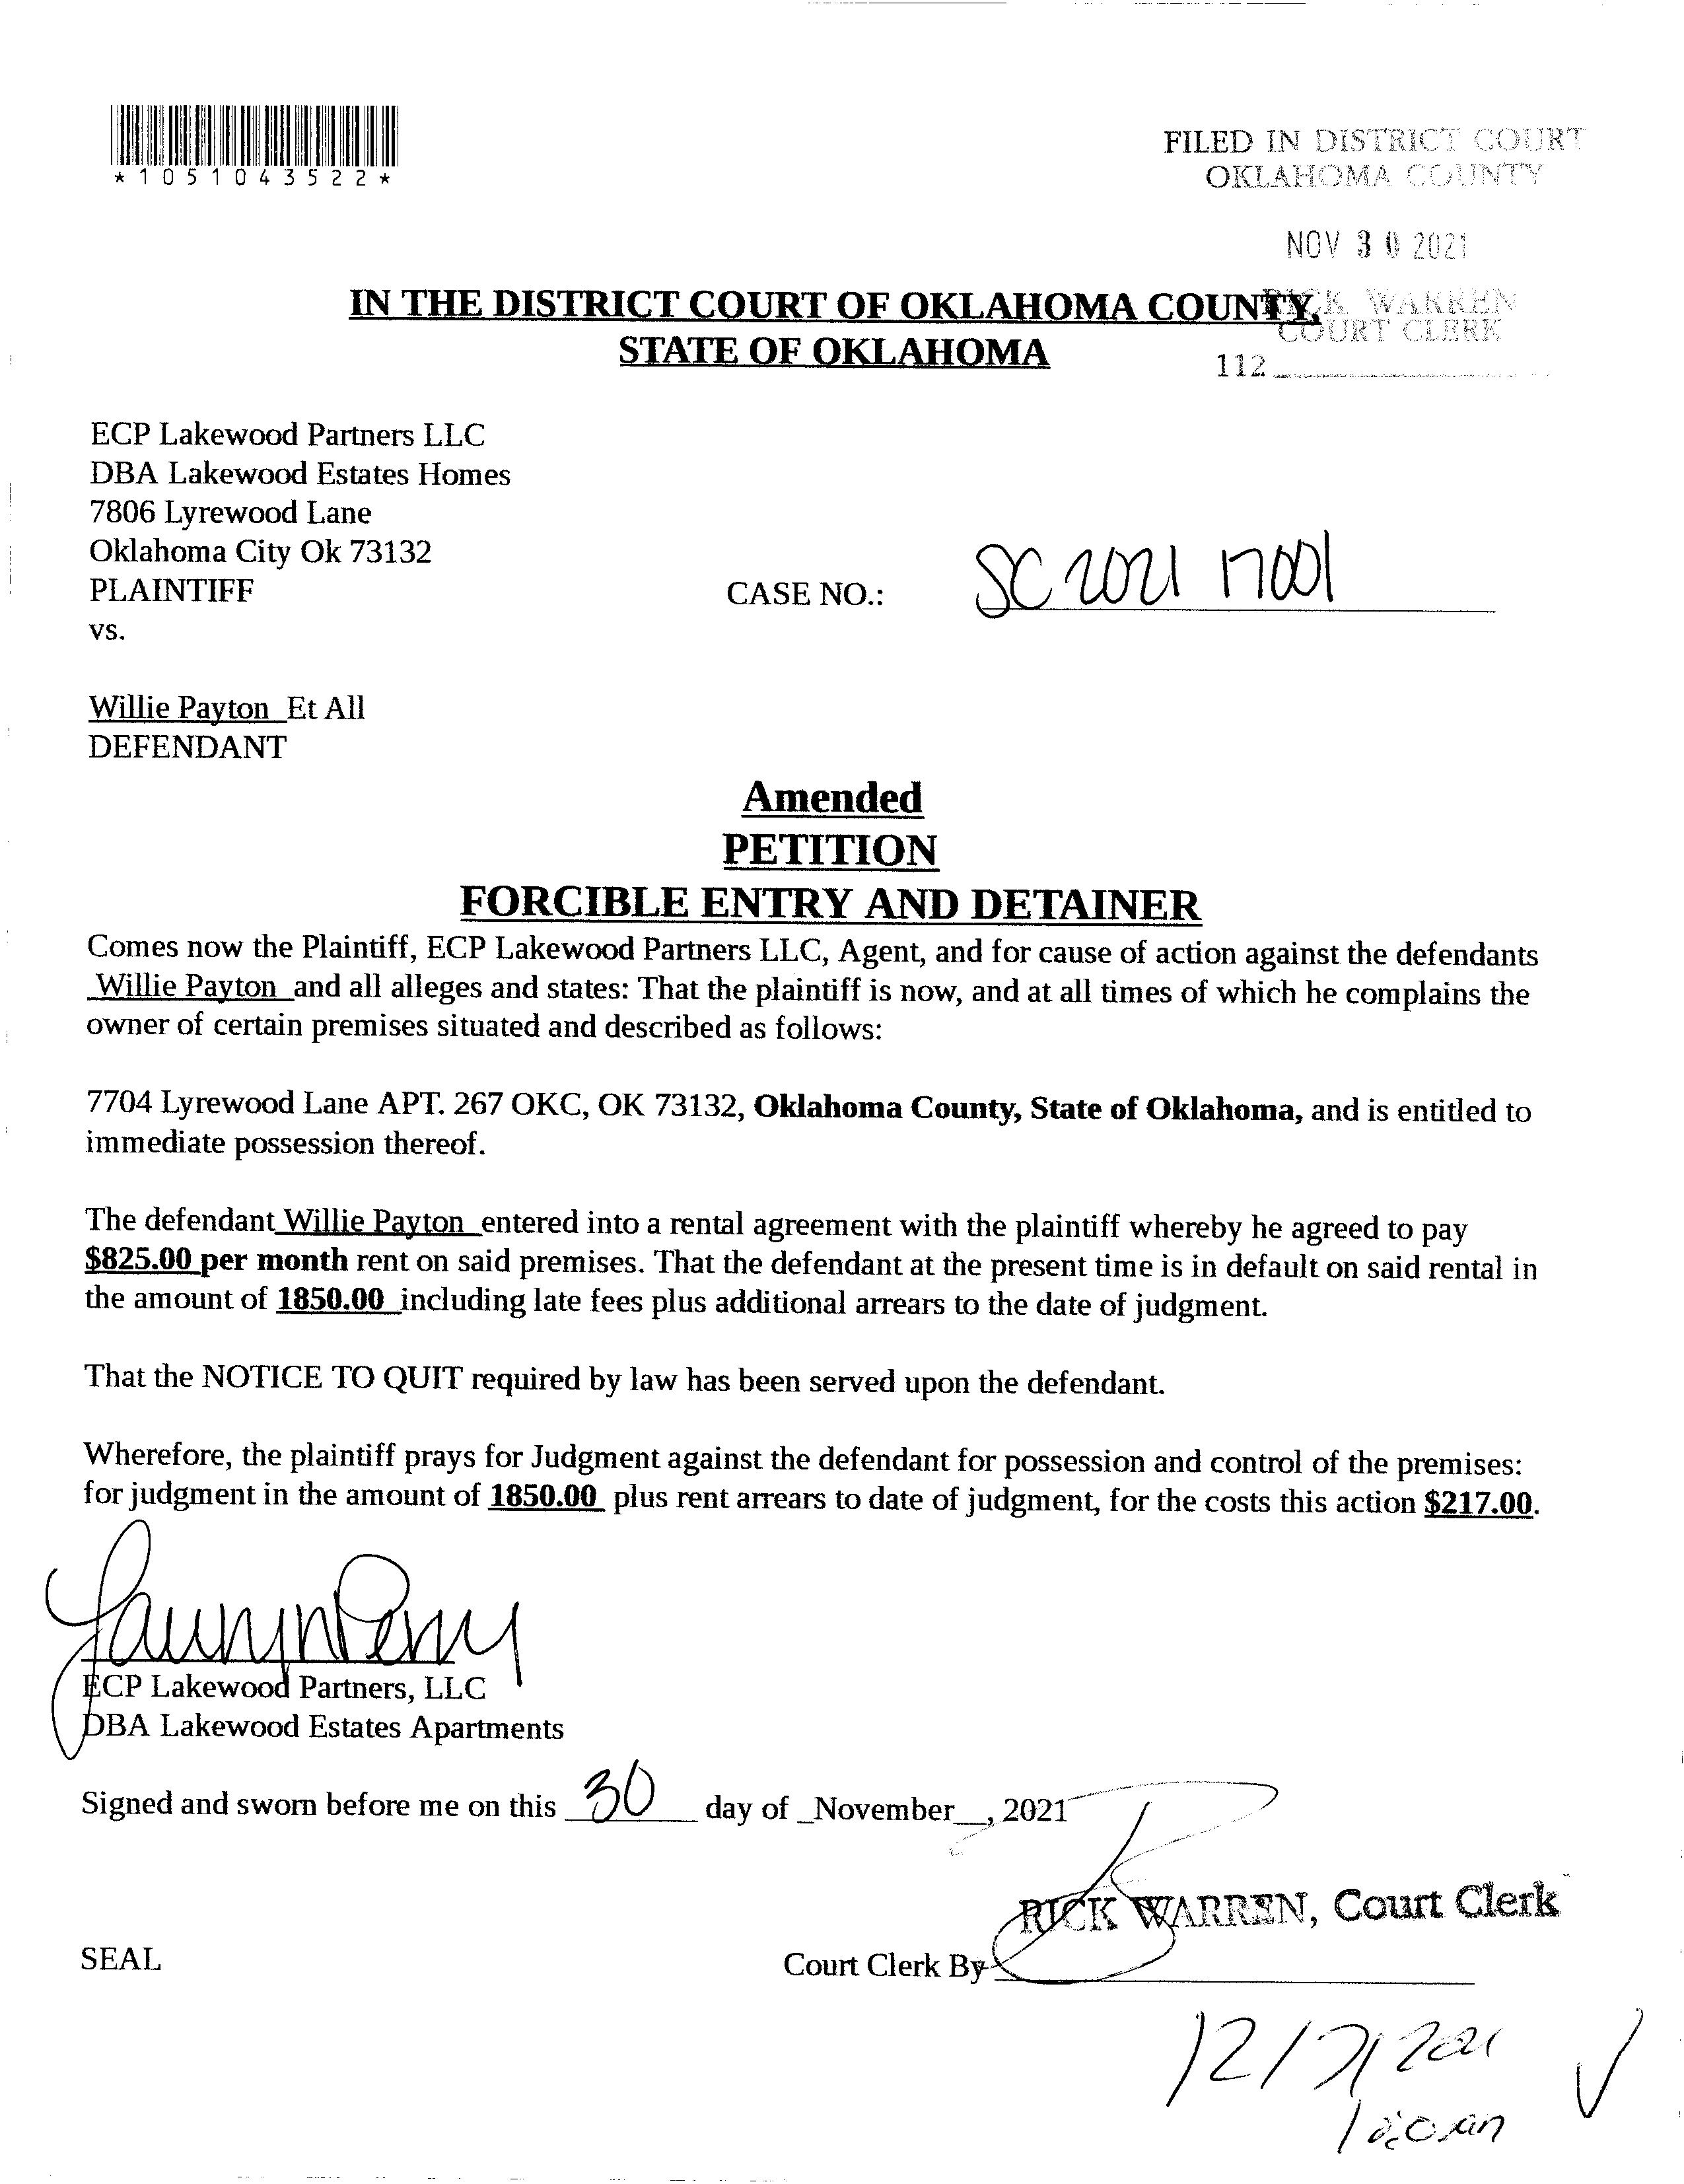 *1051043522*
FILED IN DISTRICT COURT
OKLAHOMA COUNTY
NOV 30 2021
RICK WARREN
COURT CLERK
112
IN THE DISTRICT COURT OF OKLAHOMA COUNTY,
STATE OF OKLAHOMA
ECP Lakewood Partners LLC
DBA Lakewood Estates Homes
7806 Lyrewood Lane
Oklahoma City Ok 73132
PLAINTIFF
CASE NO.: SC 2021 17001
vs.
Willie Payton Et All
DEFENDANT
Amended
PETITION
FORCIBLE ENTRY AND DETAINER
Comes now the Plaintiff, ECP Lakewood Partners LLC, Agent, and for cause of action against the defendants
Willie Payton and all alleges and states: That the plaintiff is now, and at all times of which he complains the
owner of certain premises situated and described as follows:
7704 Lyrewood Lane APT. 267 OKC, OK 73132, Oklahoma County, State of Oklahoma, and is entitled to
immediate possession thereof.
The defendant Willie Payton entered into a rental agreement with the plaintiff whereby he agreed to pay
$825.00 per month rent on said premises. That the defendant at the present time is in default on said rental in
the amount of 1850.00 including late fees plus additional arrears to the date of judgment.
That the NOTICE TO QUIT required by law has been served upon the defendant.
Wherefore, the plaintiff prays for Judgment against the defendant for possession and control of the premises:
for judgment in the amount of 1850.00 plus rent arrears to date of judgment, for the costs this action $217.00.
ECP Lakewood Partners, LLC
DBA Lakewood Estates Apartments
Signed and sworn before me on this 30 day of _November__, 2021
RICK WARREN, Court Clerk
SEAL
Court Clerk By